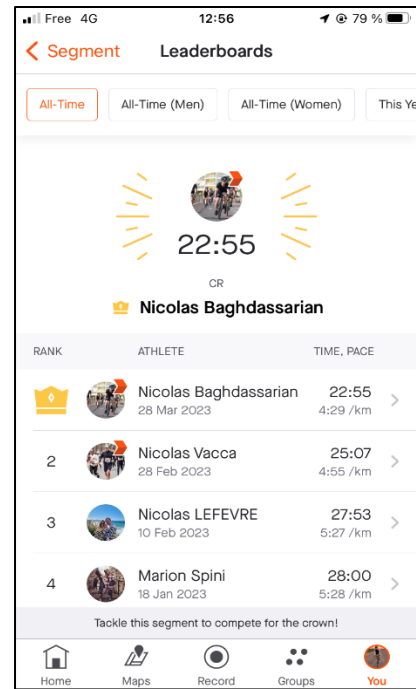 Free 4G 12:56 79 %
Segment Leaderboards
All-Time All-Time (Men) All-Time (Women) This Ye
22:55
CR
Nicolas Baghdassarian
RANK ATHLETE TIME, PACE
Nicolas Baghdassarian 22:55
28 Mar 2023 4:29 /km
2 Nicolas Vacca 25:07
28 Feb 2023 4:55 /km
3 Nicolas LEFEVRE 27:53
10 Feb 2023 5:27 /km
4 Marion Spini 28:00
18 Jan 2023 5:28 /km
Tackle this segment to compete for the crown!
Home Maps Record Groups You